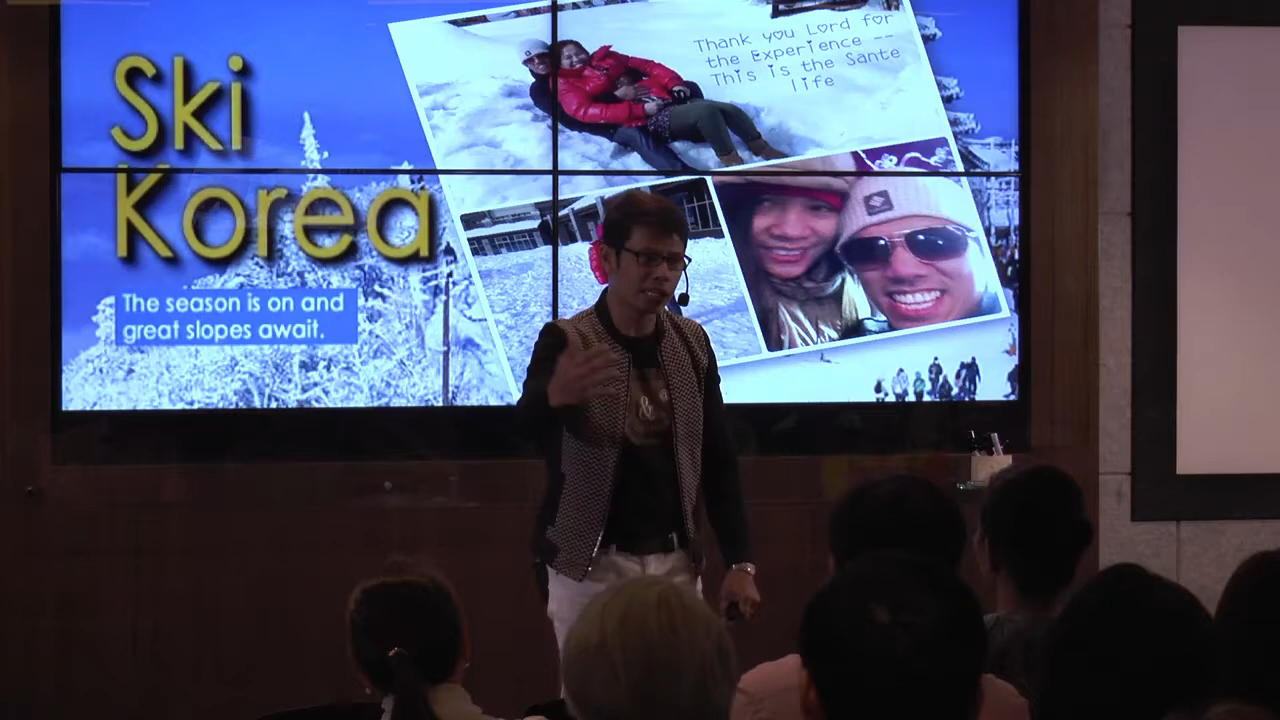 Ski
Korea
The season is on and
great slopes await.
Thank you Lord for
the Experience --
This is the Sante
life
&